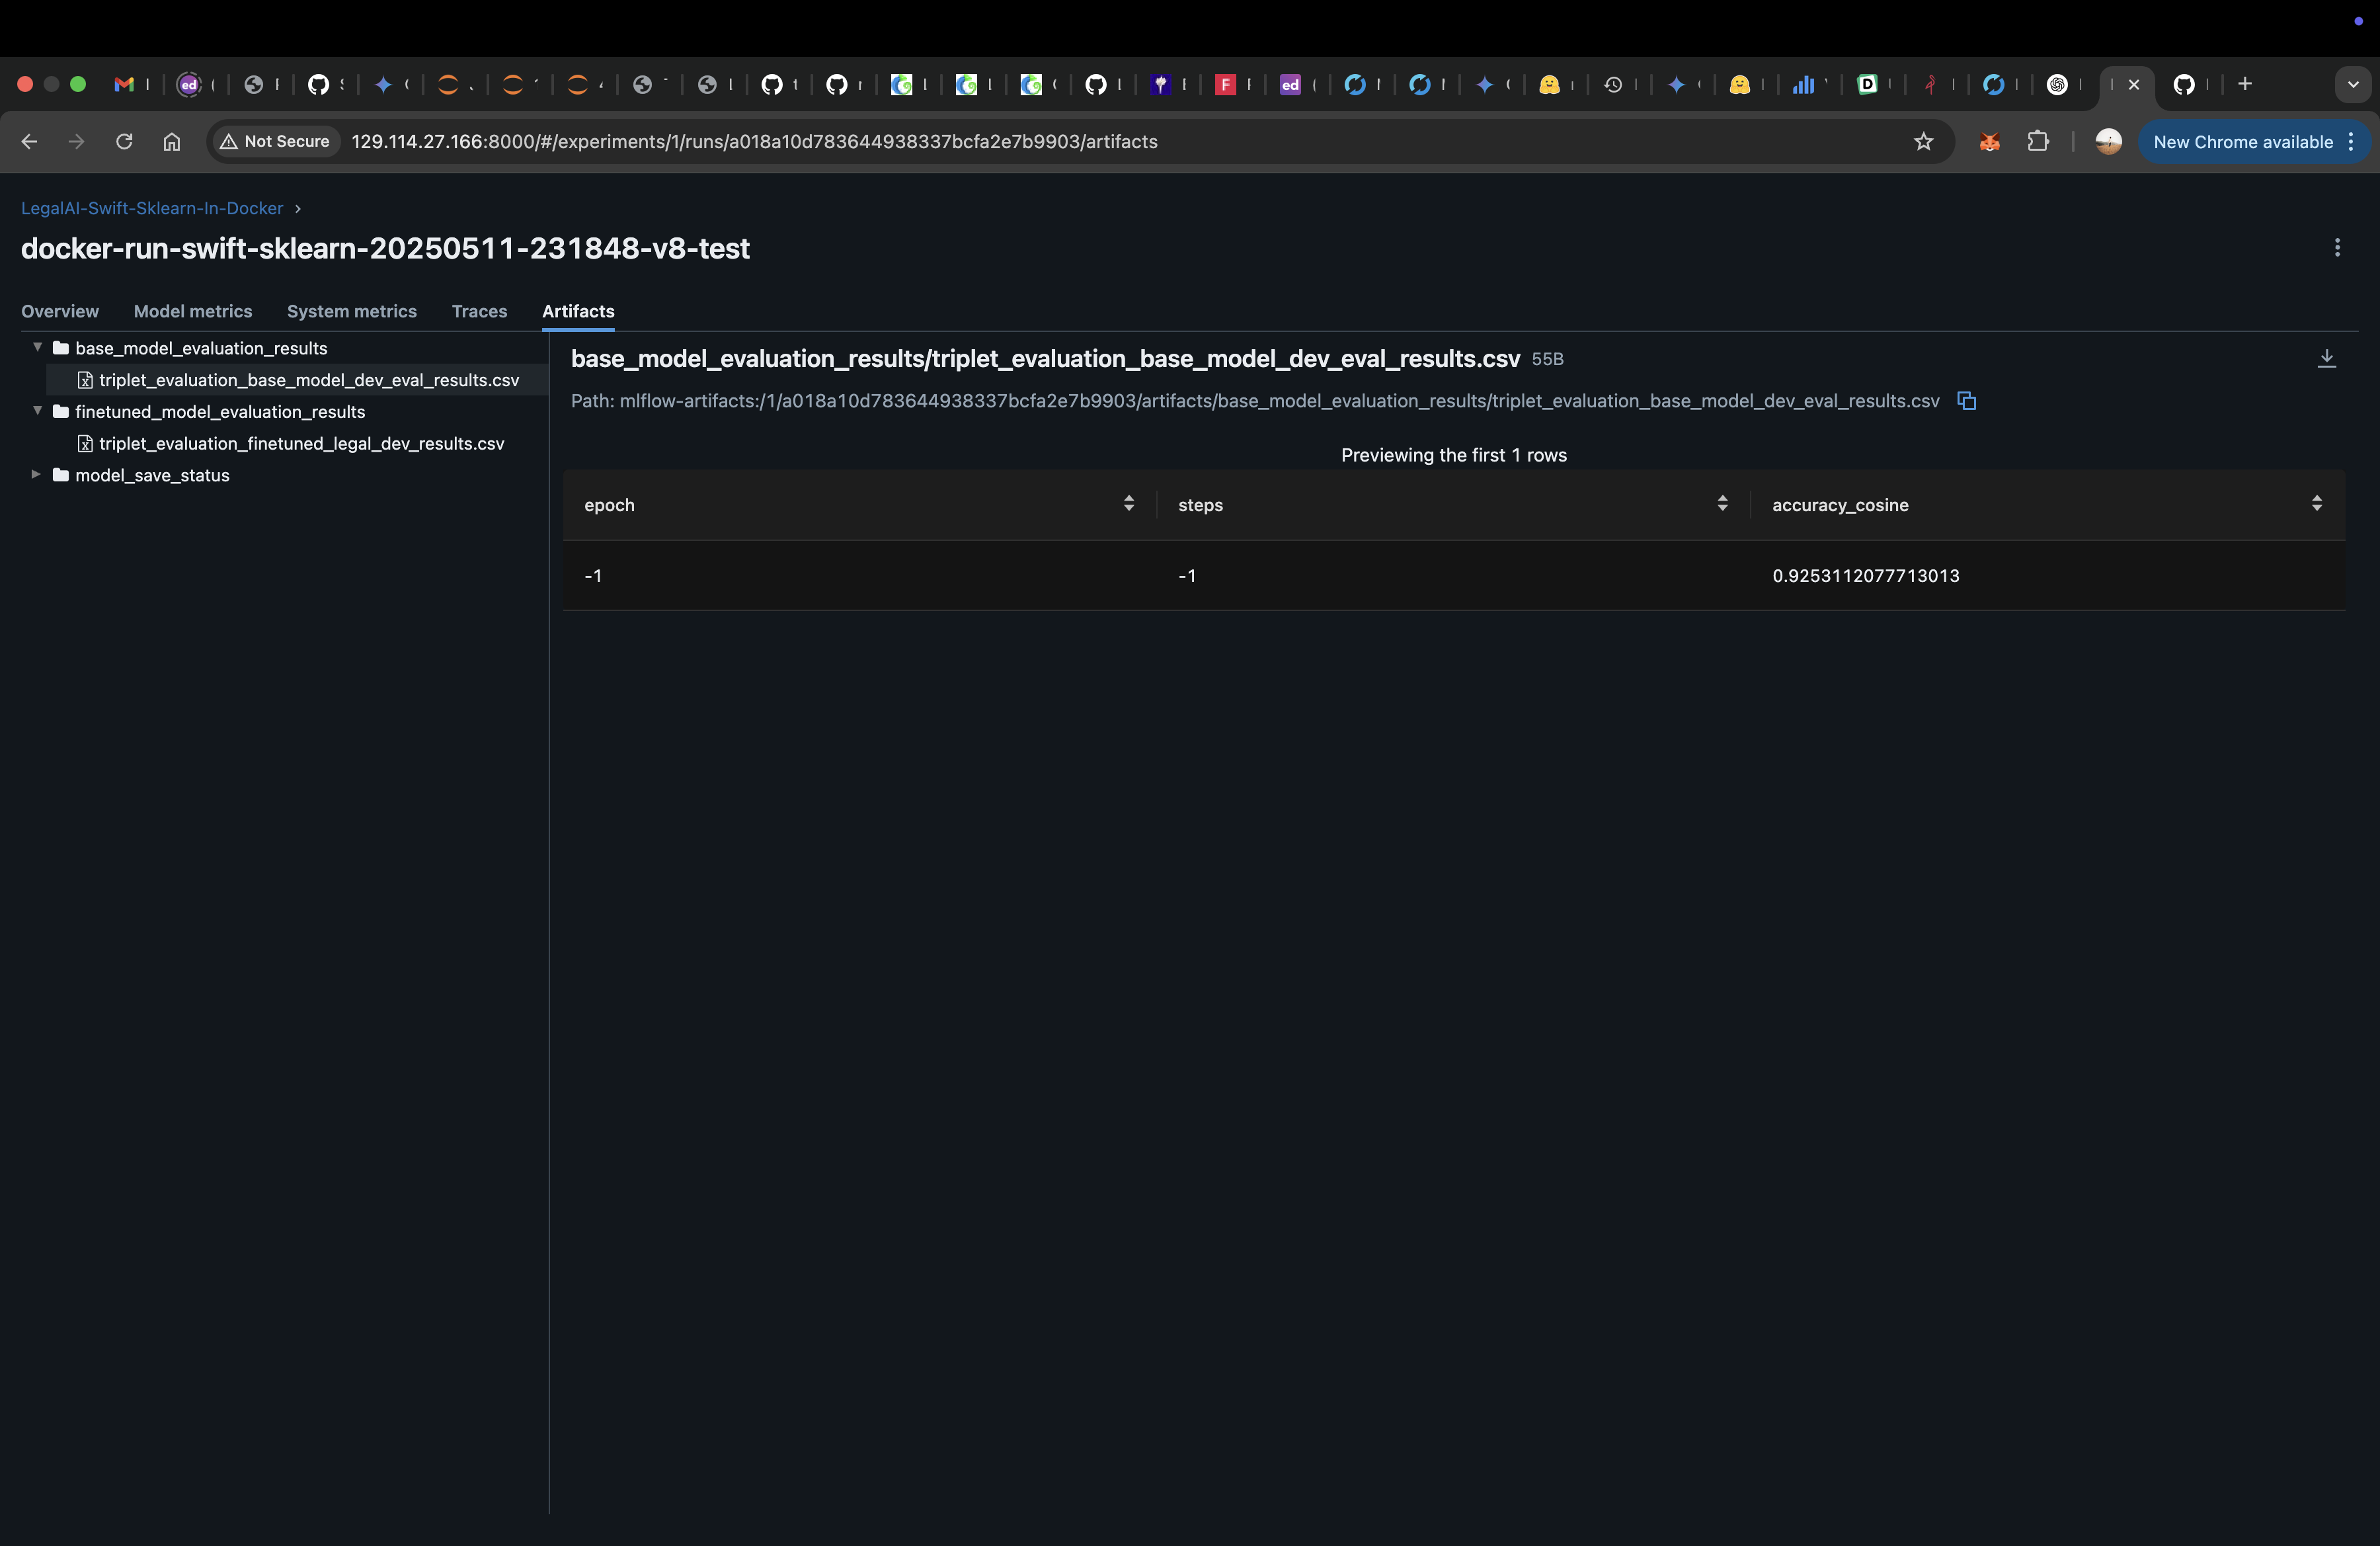 Not Secure
129.114.27.166:8000/#/experiments/1/runs/a018a10d783644938337bcfa2e7b9903/artifacts
New Chrome available
LegalAI-Swift-Sklearn-In-Docker
docker-run-swift-sklearn-20250511-231848-v8-test
Overview Model metrics System metrics Traces Artifacts
base_model_evaluation_results
triplet_evaluation_base_model_dev_eval_results.csv
finetuned_model_evaluation_results
triplet_evaluation_finetuned_legal_dev_results.csv
model_save_status
base_model_evaluation_results/triplet_evaluation_base_model_dev_eval_results.csv 55B
Path: mlflow-artifacts:/1/a018a10d783644938337bcfa2e7b9903/artifacts/base_model_evaluation_results/triplet_evaluation_base_model_dev_eval_results.csv
Previewing the first 1 rows
epoch steps accuracy_cosine
-1 -1 0.9253112077713013